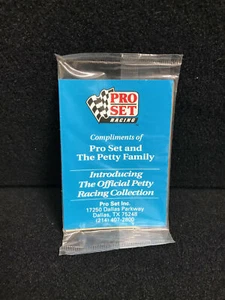 PRO
SET
RACING
Compliments of
Pro Set and
The Petty Family
Introducing
The Official Petty
Racing Collection
Pro Set Inc.
17250 Dallas Parkway
Dallas, TX 75248